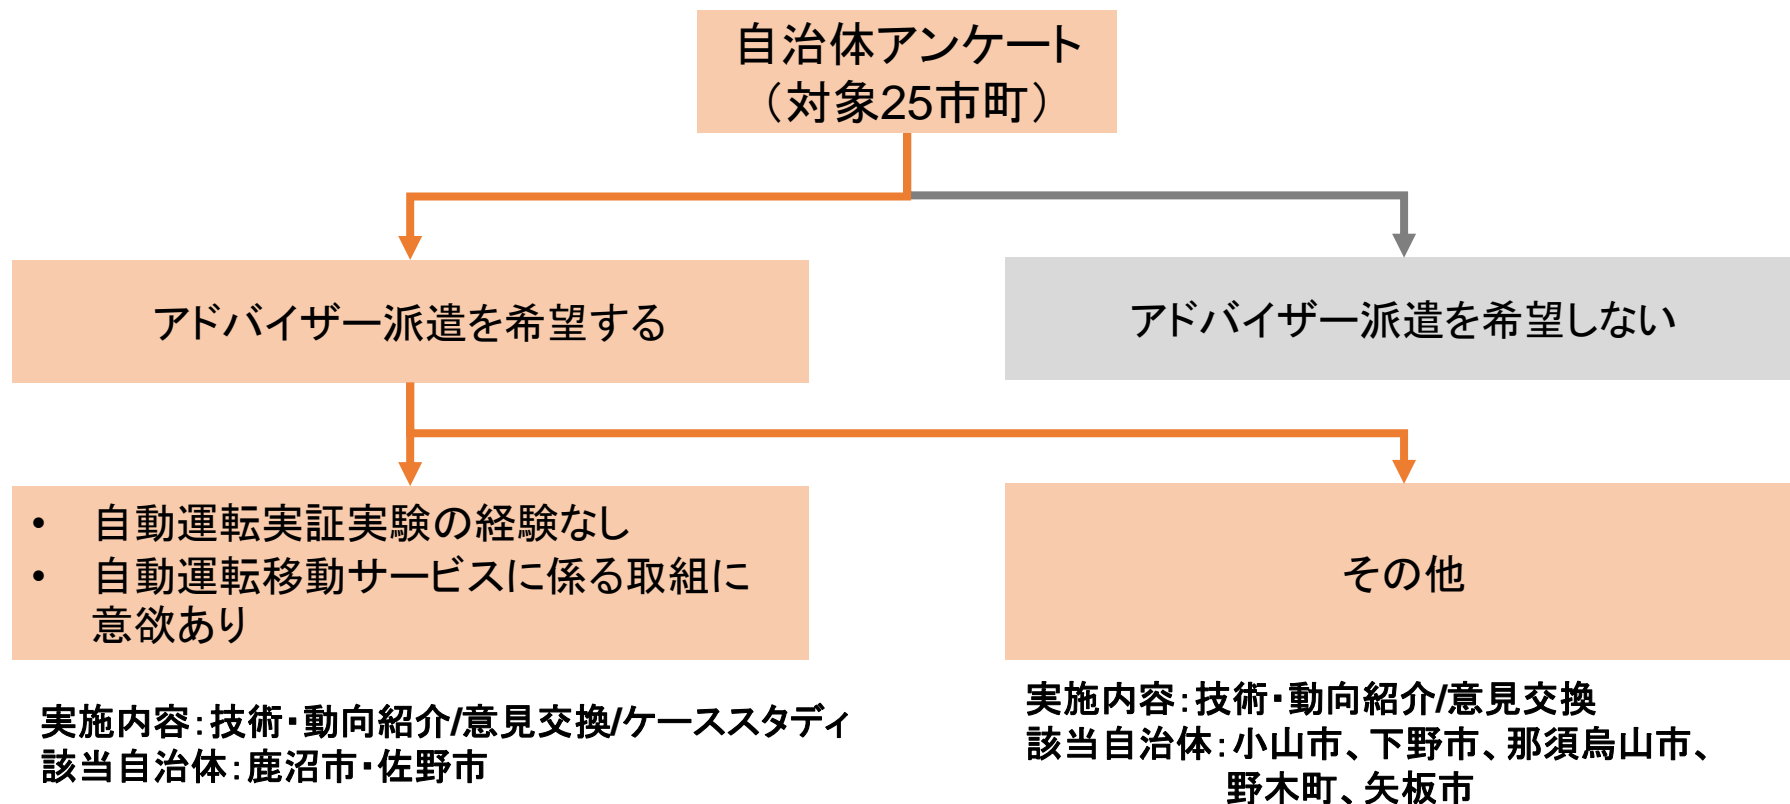 自治体アンケート
（対象25市町）
アドバイザー派遣を希望する
アドバイザー派遣を希望しない
• 自動運転実証実験の経験なし
• 自動運転移動サービスに係る取組に
意欲あり
その他
実施内容：技術・動向紹介/意見交換/ケーススタディ
該当自治体：鹿沼市・佐野市
実施内容：技術・動向紹介/意見交換
該当自治体：小山市、下野市、那須烏山市、
野木町、矢板市